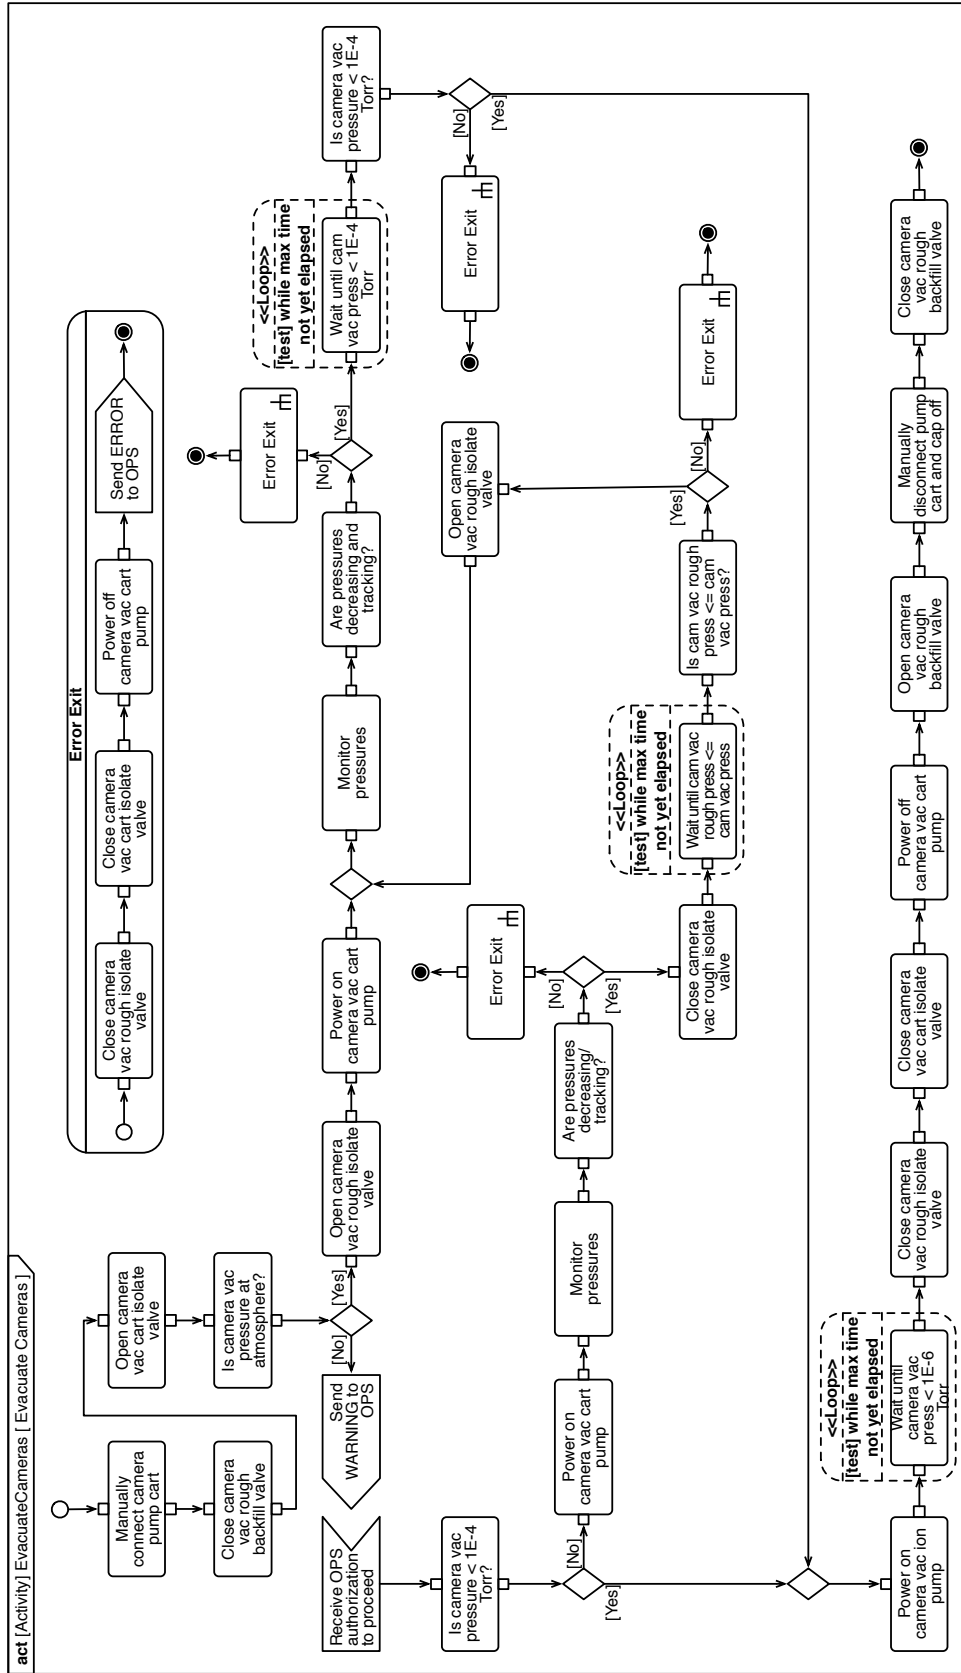 act [Activity] EvacuateCameras [ Evacuate Cameras ]
Manually
connect camera
pump cart
Close camera
vac rough
backfill valve
Open camera
vac cart isolate
valve
Is camera vac
pressure at
atmosphere?
[No]
[Yes]
Send
WARNING to
OPS
Receive OPS
authorization
to proceed
Error Exit
Close camera
vac rough isolate
valve
Close camera
vac cart isolate
valve
Power off
camera vac cart
pump
Send ERROR
to OPS
Open camera
vac rough isolate
valve
Power on
camera vac cart
pump
Monitor
pressures
Are pressures
decreasing and
tracking?
[No]
[Yes]
Error Exit
<<Loop>>
[test] while max time
not yet elapsed
Wait until cam
vac press < 1E-4
Torr
Is camera vac
pressure < 1E-4
Torr?
[No]
[Yes]
Error Exit
Is camera vac
pressure < 1E-4
Torr?
[No]
[Yes]
Power on
camera vac cart
pump
Monitor
pressures
Are pressures
decreasing/
tracking?
[No]
[Yes]
Error Exit
Close camera
vac rough isolate
valve
<<Loop>>
[test] while max time
not yet elapsed
Wait until cam vac
rough press <=
cam vac press
Is cam vac rough
press <= cam
vac press?
[Yes]
[No]
Open camera
vac rough isolate
valve
Error Exit
Power on
camera vac ion
pump
<<Loop>>
[test] while max time
not yet elapsed
Wait until
camera vac
press < 1E-6
Torr
Close camera
vac rough isolate
valve
Close camera
vac cart isolate
valve
Power off
camera vac cart
pump
Open camera
vac rough
backfill valve
Manually
disconnect pump
cart and cap off
Close camera
vac rough
backfill valve